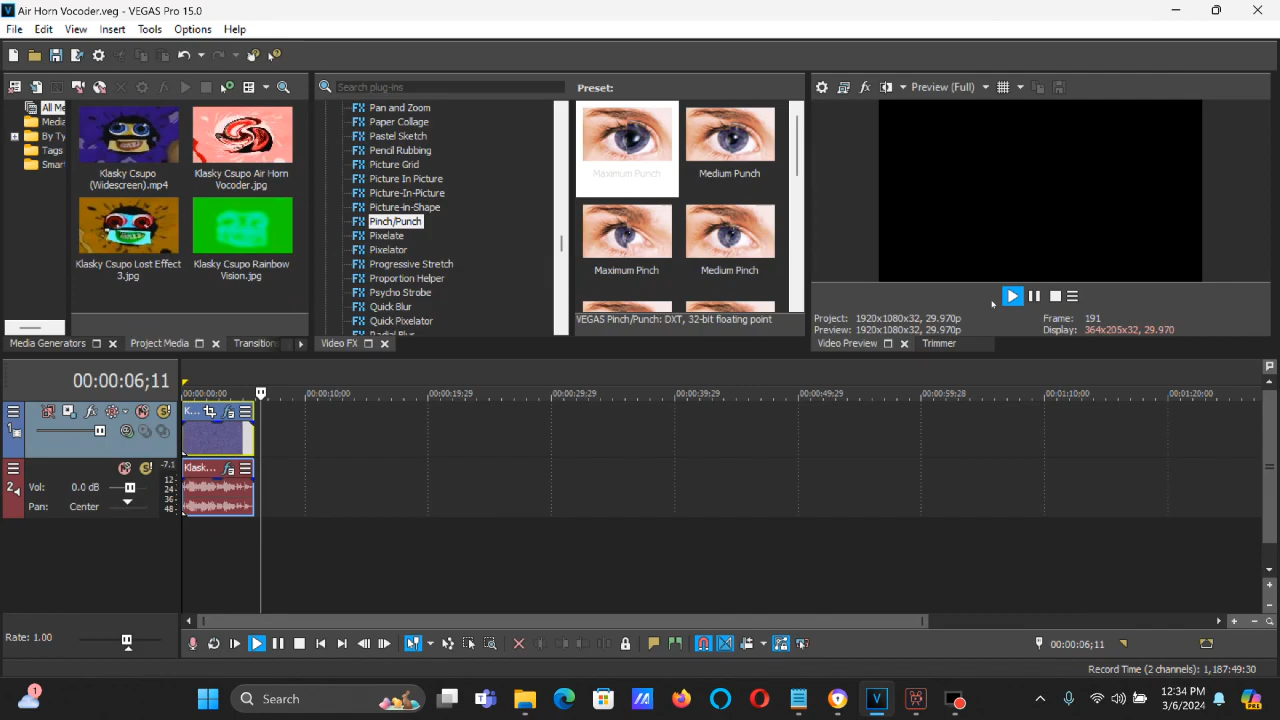 Air Horn Vocoder.veg - VEGAS Pro 15.0
File Edit View Insert Tools Options Help
Search plug-ins
Preset:
Preview (Full)
All Me
Media
By Ty
Tags
Smar
Klasky Csupo
(Widescreen).mp4
Klasky Csupo Air Horn
Vocoder.jpg
Klasky Csupo Lost Effect
3.jpg
Klasky Csupo Rainbow
Vision.jpg
Pan and Zoom
Paper Collage
Pastel Sketch
Pencil Rubbing
Picture Grid
Picture In Picture
Picture-In-Picture
Picture-in-Shape
Pinch/Punch
Pixelate
Pixelator
Progressive Stretch
Proportion Helper
Psycho Strobe
Quick Blur
Quick Pixelator
Radial Blur
Maximum Punch
Medium Punch
Maximum Pinch
Medium Pinch
VEGAS Pinch/Punch: DXT, 32-bit floating point
Project: 1920x1080x32, 29.970p
Frame: 191
Preview: 1920x1080x32, 29.970p
Display: 364x205x32, 29.970
Media Generators
Project Media
Transition
Video FX
Video Preview
Trimmer
00:00:06;11
00:00:00:00
00:00:10:00
00:00:19:29
00:00:29:29
00:00:39:29
00:00:49:29
00:00:59:28
00:01:10:00
00:01:20:00
1
K...
2
-7.1
Klask...
12
24
36
48
Vol: 0.0 dB
Pan: Center
Rate: 1.00
00:00:06;11
Record Time (2 channels): 1,187:49:30
1
Search
12:34 PM
3/6/2024
PRE